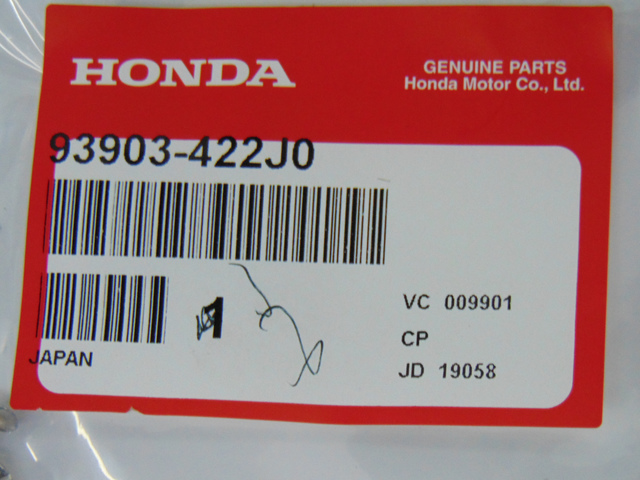 HONDA
GENUINE PARTS
Honda Motor Co., Ltd.
93903-422J0
1
VC 009901
CP
JD 19058
JAPAN